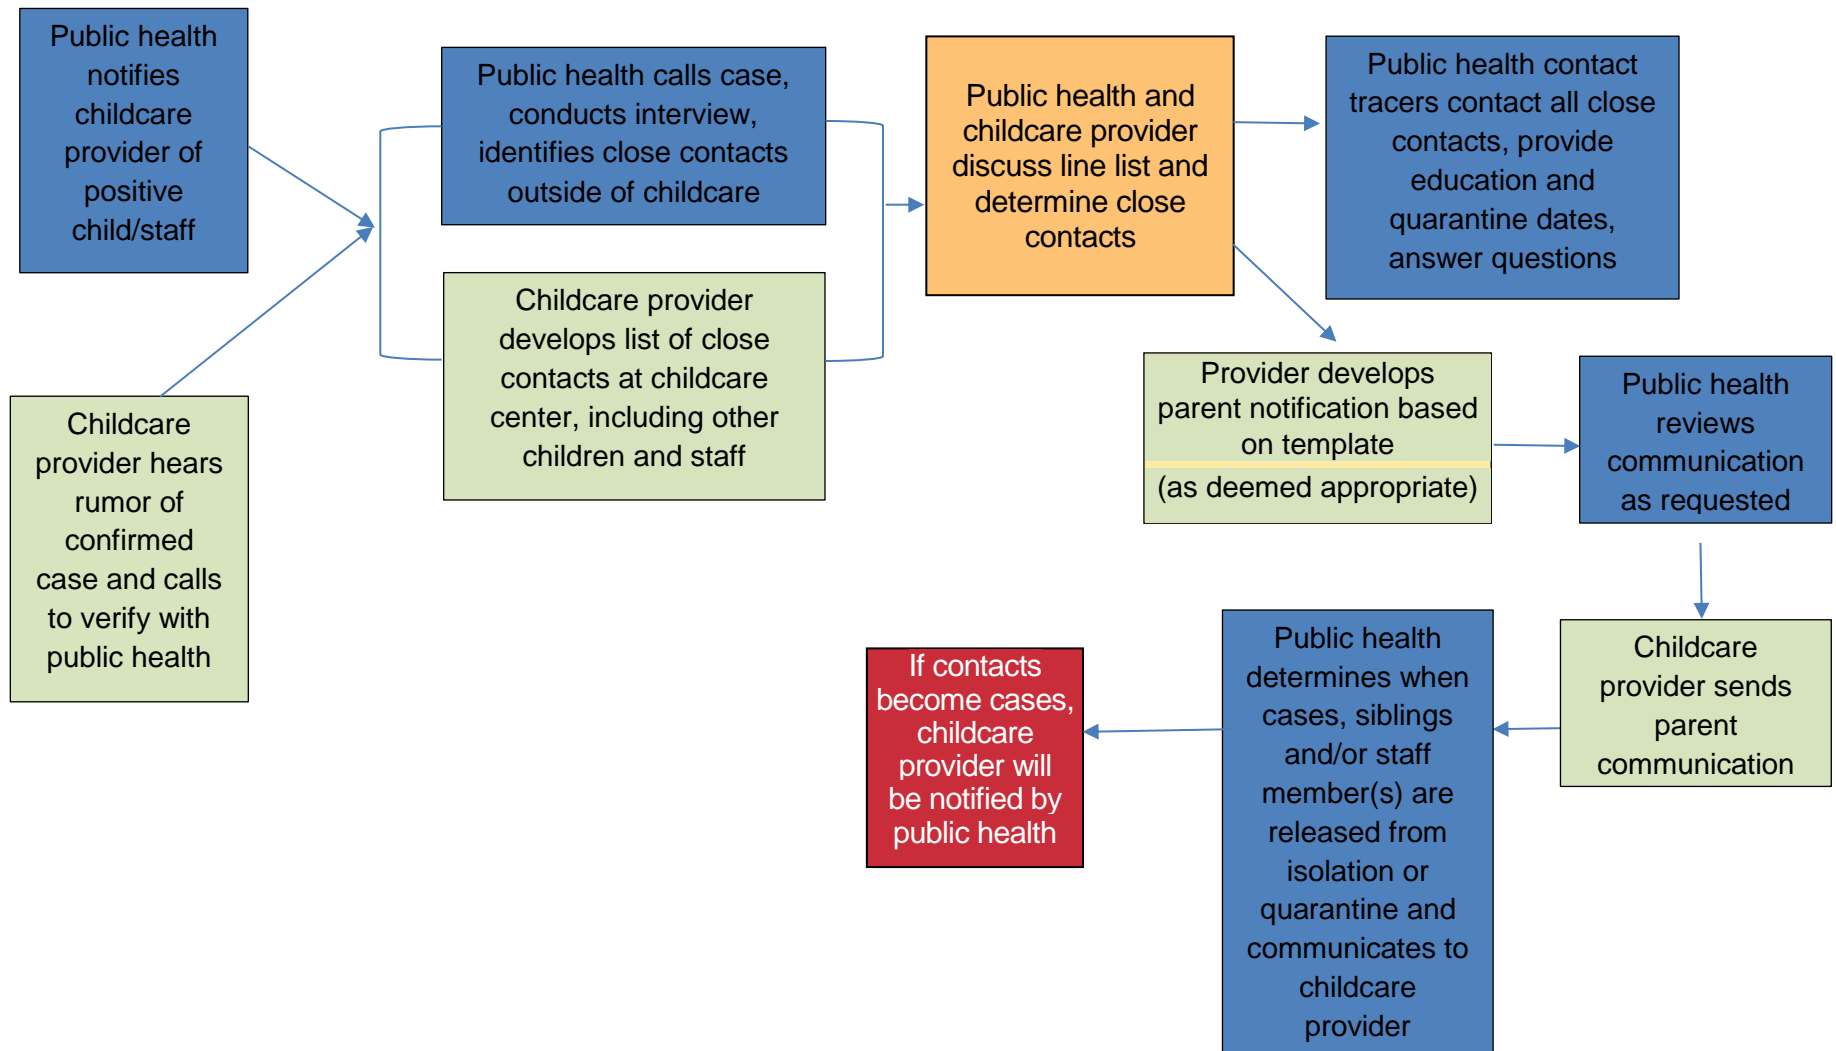 Public health
notifies
childcare
provider of
positive
child/staff
Childcare
provider hears
rumor of
confirmed
case and calls
to verify with
public health
Public health calls case,
conducts interview,
identifies close contacts
outside of childcare
Childcare provider
develops list of close
contacts at childcare
center, including other
children and staff
Public health and
childcare provider
discuss line list and
determine close
contacts
Public health contact
tracers contact all close
contacts, provide
education and
quarantine dates,
answer questions
Provider develops
parent notification based
on template
(as deemed appropriate)
Public health
reviews
communication
as requested
Childcare
provider sends
parent
communication
Public health
determines when
cases, siblings
and/or staff
member(s) are
released from
isolation or
quarantine and
communicates to
childcare
provider
If contacts
become cases,
childcare
provider will
be notified by
public health